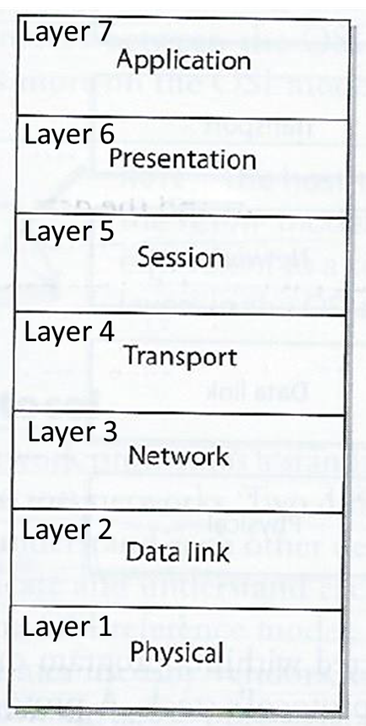 Layer 7
Application
Layer 6
Presentation
Layer 5
Session
Layer 4
Transport
Layer 3
Network
Layer 2
Data link
Layer 1
Physical